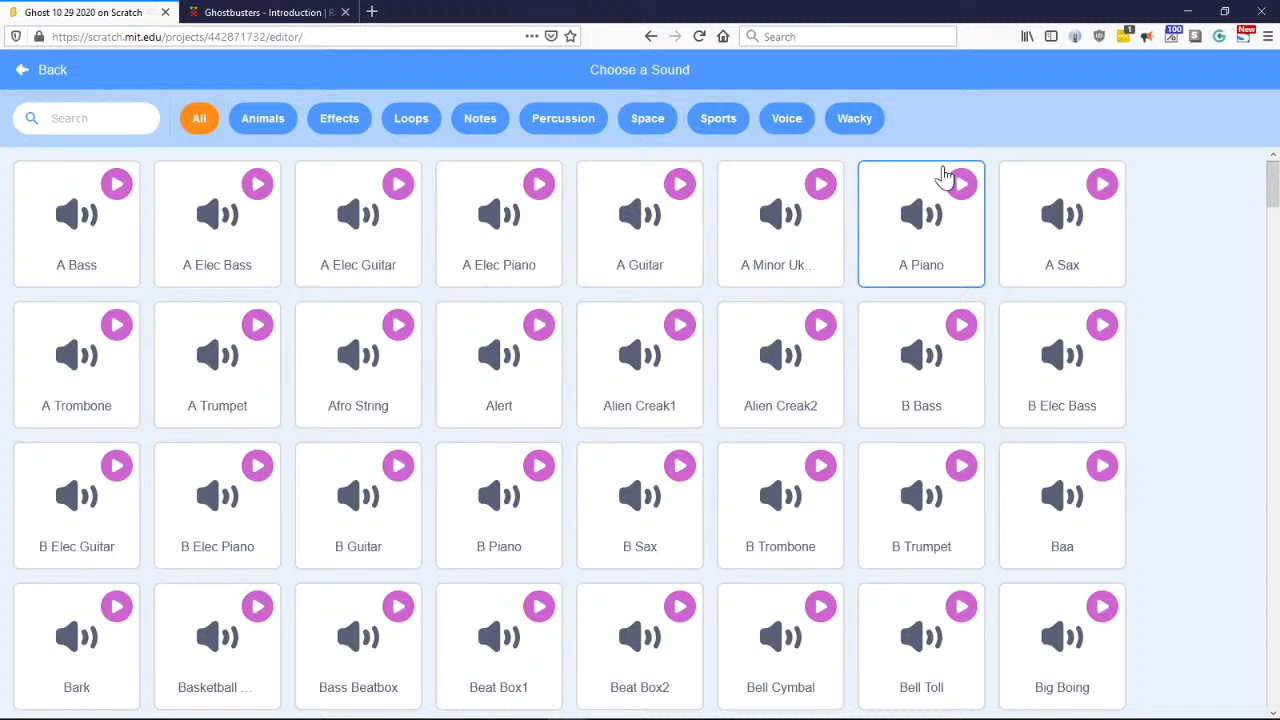 Ghost 10 29 2020 on Scratch
Ghostbusters - Introduction | R
https://scratch.mit.edu/projects/442871732/editor/
Search
1
100
New
Back
Choose a Sound
Search
All
Animals
Effects
Loops
Notes
Percussion
Space
Sports
Voice
Wacky
A Bass
A Elec Bass
A Elec Guitar
A Elec Piano
A Guitar
A Minor Uk...
A Piano
A Sax
A Trombone
A Trumpet
Afro String
Alert
Alien Creak1
Alien Creak2
B Bass
B Elec Bass
B Elec Guitar
B Elec Piano
B Guitar
B Piano
B Sax
B Trombone
B Trumpet
Baa
Bark
Basketball ...
Bass Beatbox
Beat Box1
Beat Box2
Bell Cymbal
Bell Toll
Big Boing